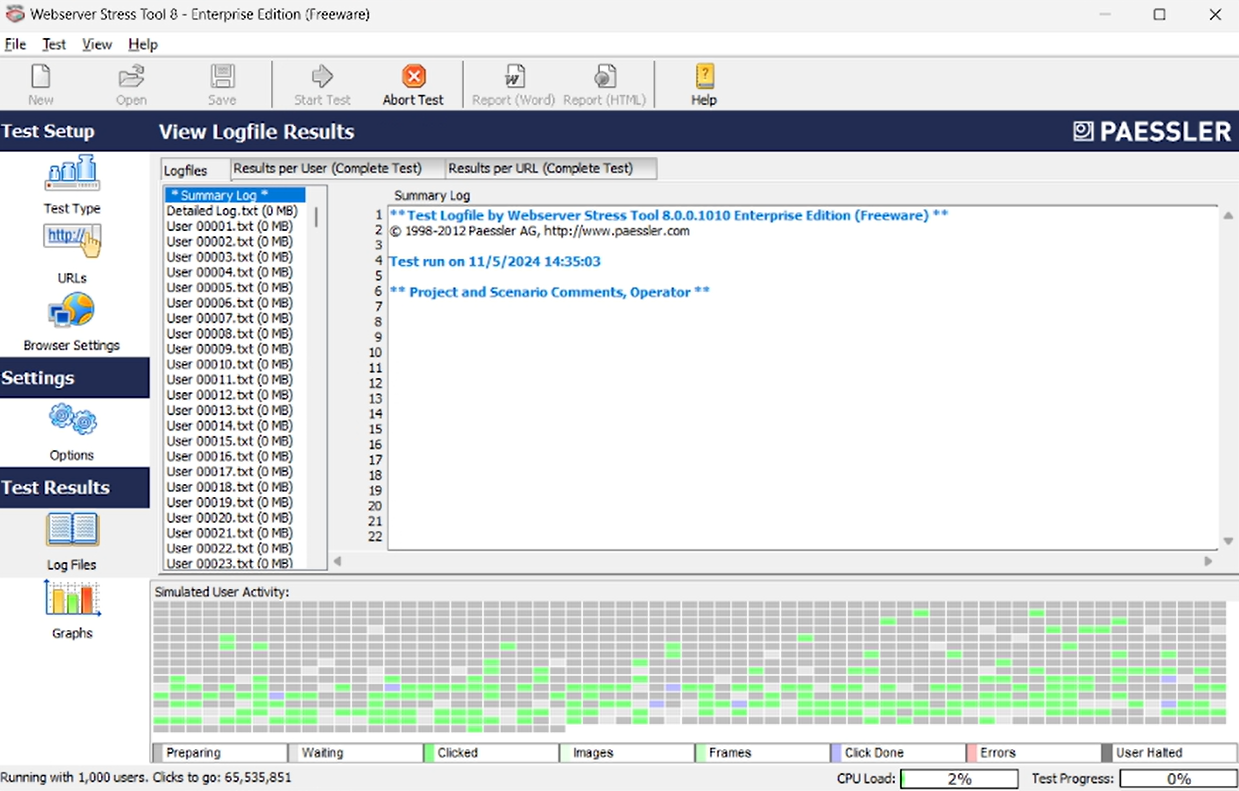 Webserver Stress Tool 8 - Enterprise Edition (Freeware)
File Test View Help
New Open Save Start Test Abort Test Report (Word) Report (HTML) Help
Test Setup
View Logfile Results
PAESSLER
Test Type
http://
URLs
Browser Settings
Settings
Options
Test Results
Log Files
Graphs
Logfiles Results per User (Complete Test) Results per URL (Complete Test)
* Summary Log *
Detailed Log.txt (0 MB)
User 00001.txt (0 MB)
User 00002.txt (0 MB)
User 00003.txt (0 MB)
User 00004.txt (0 MB)
User 00005.txt (0 MB)
User 00006.txt (0 MB)
User 00007.txt (0 MB)
User 00008.txt (0 MB)
User 00009.txt (0 MB)
User 00010.txt (0 MB)
User 00011.txt (0 MB)
User 00012.txt (0 MB)
User 00013.txt (0 MB)
User 00014.txt (0 MB)
User 00015.txt (0 MB)
User 00016.txt (0 MB)
User 00017.txt (0 MB)
User 00018.txt (0 MB)
User 00019.txt (0 MB)
User 00020.txt (0 MB)
User 00021.txt (0 MB)
User 00022.txt (0 MB)
User 00023.txt (0 MB)
Summary Log
1 ** Test Logfile by Webserver Stress Tool 8.0.0.1010 Enterprise Edition (Freeware) **
2 © 1998-2012 Paessler AG, http://www.paessler.com
3
4 Test run on 11/5/2024 14:35:03
5
6 ** Project and Scenario Comments, Operator **
7
8
9
10
11
12
13
14
15
16
17
18
19
20
21
22
Simulated User Activity:
Preparing Waiting Clicked Images Frames Click Done Errors User Halted
Running with 1,000 users. Clicks to go: 65,535,851
CPU Load: 2% Test Progress: 0%